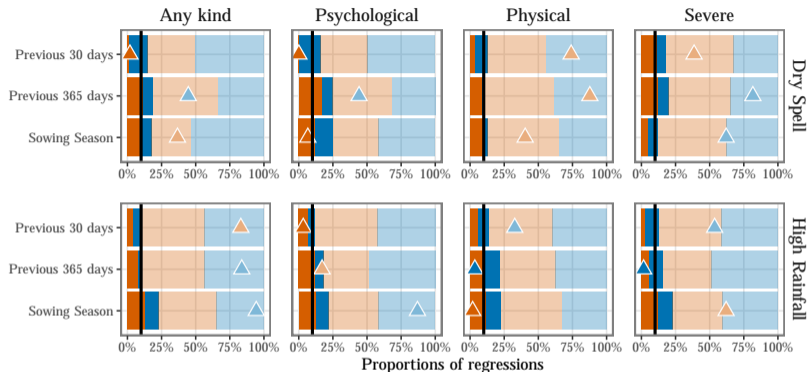 Any kind Psychological Physical Severe
Previous 30 days
Previous 365 days
Sowing Season
Dry Spell
0% 25% 50% 75% 100% 0% 25% 50% 75% 100% 0% 25% 50% 75% 100% 0% 25% 50% 75% 100%
Previous 30 days
Previous 365 days
Sowing Season
High Rainfall
0% 25% 50% 75% 100% 0% 25% 50% 75% 100% 0% 25% 50% 75% 100% 0% 25% 50% 75% 100%
Proportions of regressions